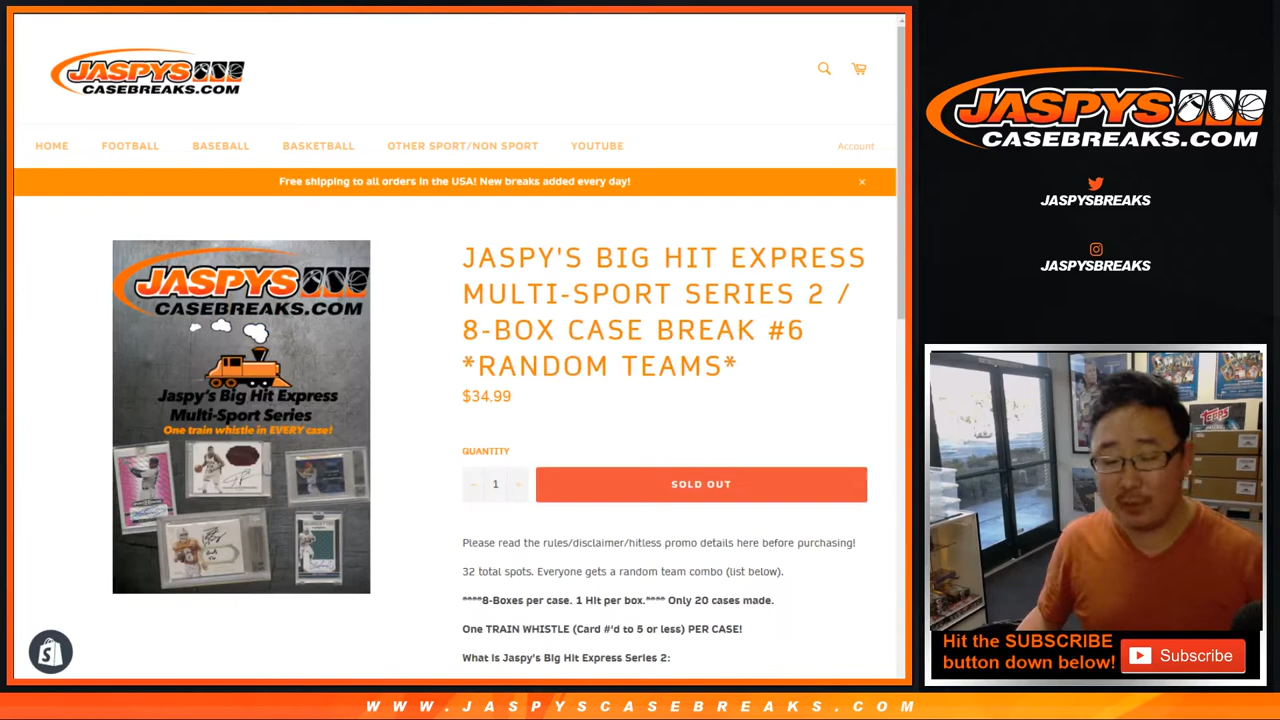 JASPYS
CASEBREAKS.COM
HOME
FOOTBALL
BASEBALL
BASKETBALL
OTHER SPORT/NON SPORT
YOUTUBE
Account
Free shipping to all orders in the USA! New breaks added every day!
×
JASPYS
CASEBREAKS.COM
Jaspy's Big Hit Express
Multi-Sport Series
One train whistle in EVERY case!
JASPY'S BIG HIT EXPRESS
MULTI-SPORT SERIES 2 /
8-BOX CASE BREAK #6
*RANDOM TEAMS*
$34.99
QUANTITY
− 1 +
SOLD OUT
Please read the rules/disclaimer/hitless promo details here before purchasing!
32 total spots. Everyone gets a random team combo (list below).
****8-Boxes per case. 1 Hit per box.**** Only 20 cases made.
One TRAIN WHISTLE (Card #'d to 5 or less) PER CASE!
What is Jaspy's Big Hit Express Series 2:
JASPYS
CASEBREAKS.COM
JASPYSBREAKS
JASPYSBREAKS
Topps
Hit the SUBSCRIBE
button down below!
Subscribe
WWW.JASPYSCASEBREAKS.COM